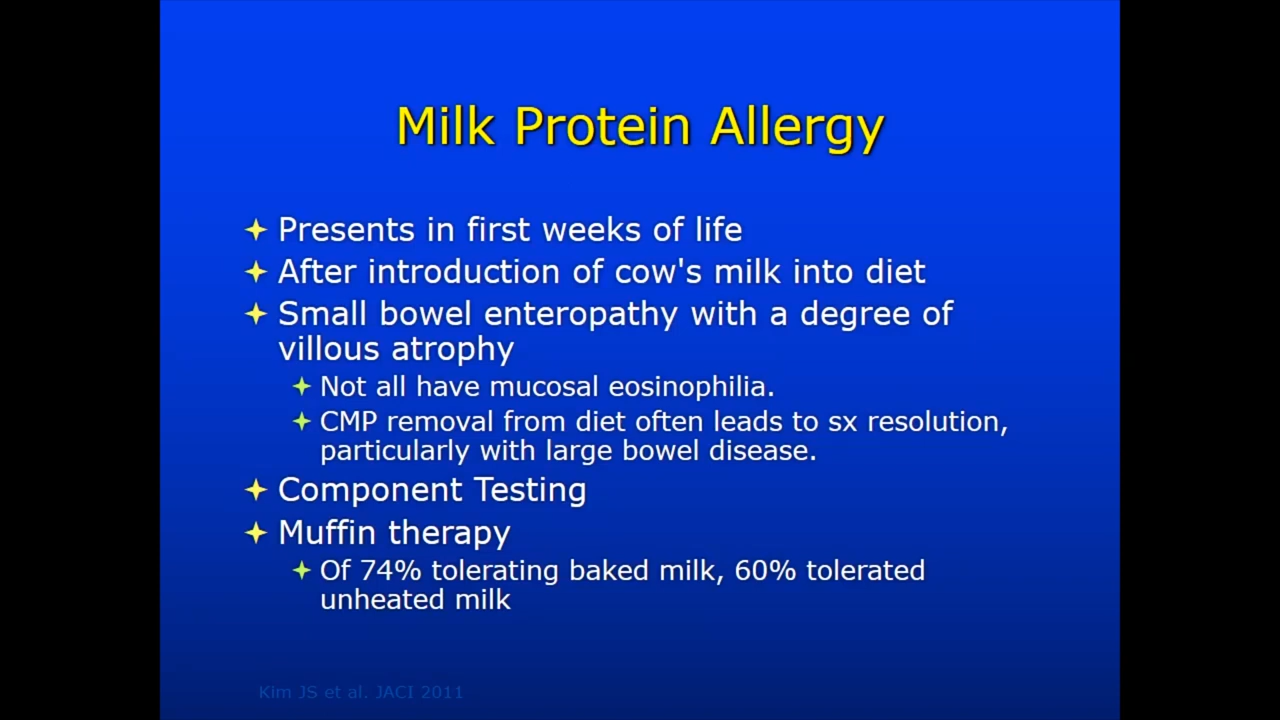 Milk Protein Allergy
Presents in first weeks of life
After introduction of cow's milk into diet
Small bowel enteropathy with a degree of
villous atrophy
Not all have mucosal eosinophilia.
CMP removal from diet often leads to sx resolution,
particularly with large bowel disease.
Component Testing
Muffin therapy
Of 74% tolerating baked milk, 60% tolerated
unheated milk
Kim JS et al. JACI 2011